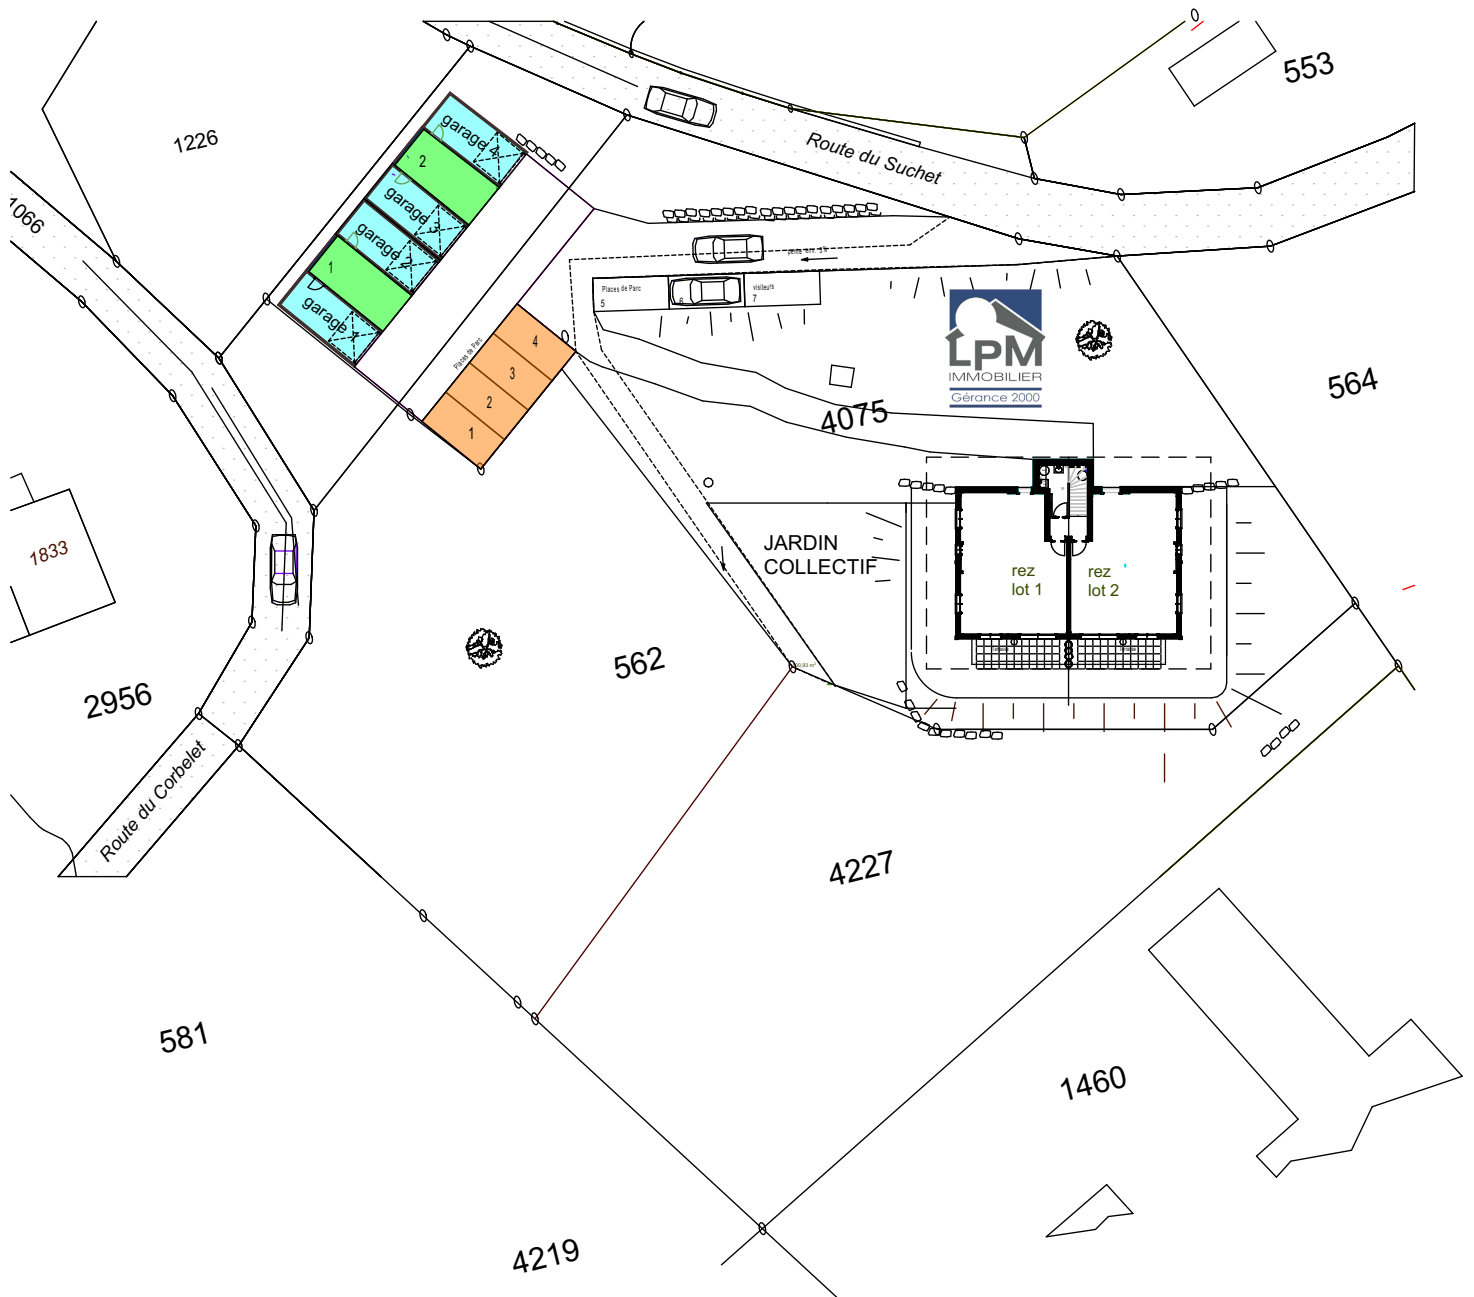 553
1226
1066
Route du Suchet
garage 4
2
garage 3
garage 2
1
garage 1
Places de Parc
5
6
visiteurs
7
Places de Parc
4
3
2
1
LPM
IMMOBILIER
Gérance 2000
564
4075
JARDIN
COLLECTIF
rez
lot 1
rez
lot 2
1833
562
2956
Route du Corbelet
4227
581
1460
4219